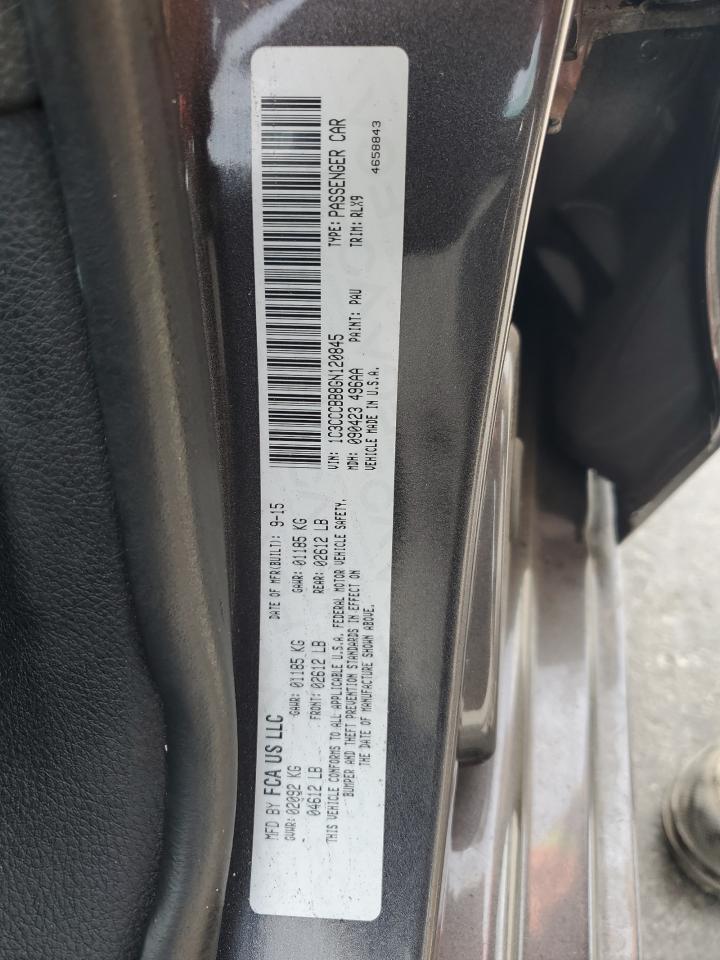 MFD BY FCA US LLC
DATE OF MFR(BUILT): 9-15
GVWR: 02092 KG
04612 LB
GAWR: 01185 KG
FRONT: 02612 LB
GAWR: 01185 KG
REAR: 02612 LB
THIS VEHICLE CONFORMS TO ALL APPLICABLE U.S.A. FEDERAL MOTOR VEHICLE SAFETY,
BUMPER AND THEFT PREVENTION STANDARDS IN EFFECT ON
THE DATE OF MANUFACTURE SHOWN ABOVE.
VIN: 1C3CCCBB8GN120845
TYPE: PASSENGER CAR
MDH: 090423 496AA
PAINT: PAU
TRIM: RLX9
VEHICLE MADE IN U.S.A.
4658843